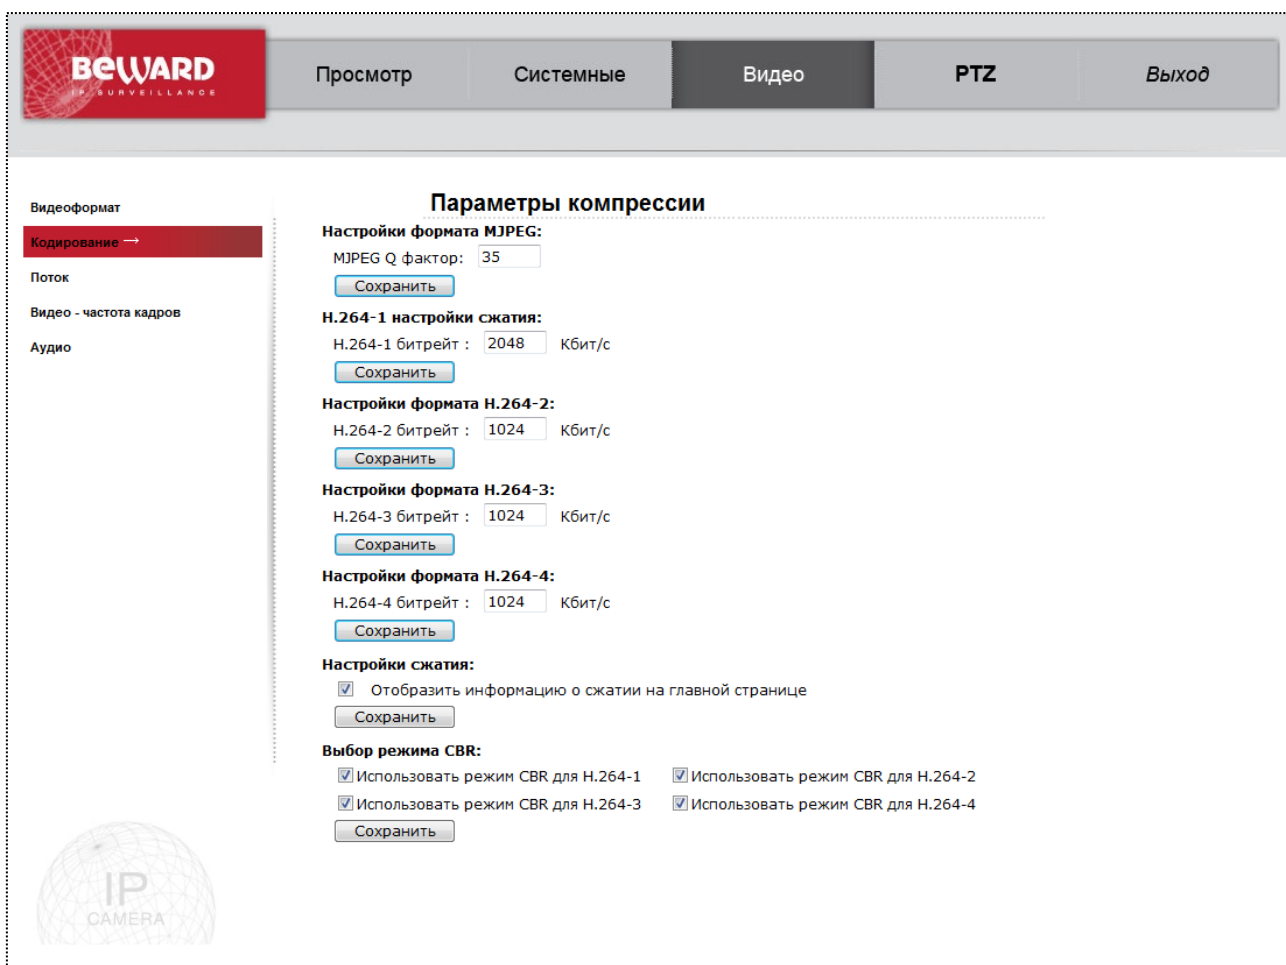 BEWARD
IP SURVEILLANCE
Просмотр
Системные
Видео
PTZ
Выход
Видеоформат
Кодирование →
Поток
Видео - частота кадров
Аудио
Параметры компрессии
Настройки формата MJPEG:
MJPEG Q фактор: 35
Сохранить
H.264-1 настройки сжатия:
H.264-1 битрейт : 2048 Кбит/с
Сохранить
Настройки формата H.264-2:
H.264-2 битрейт : 1024 Кбит/с
Сохранить
Настройки формата H.264-3:
H.264-3 битрейт : 1024 Кбит/с
Сохранить
Настройки формата H.264-4:
H.264-4 битрейт : 1024 Кбит/с
Сохранить
Настройки сжатия:
Отобразить информацию о сжатии на главной странице
Сохранить
Выбор режима CBR:
Использовать режим CBR для H.264-1 Использовать режим CBR для H.264-2
Использовать режим CBR для H.264-3 Использовать режим CBR для H.264-4
Сохранить
IP
CAMERA